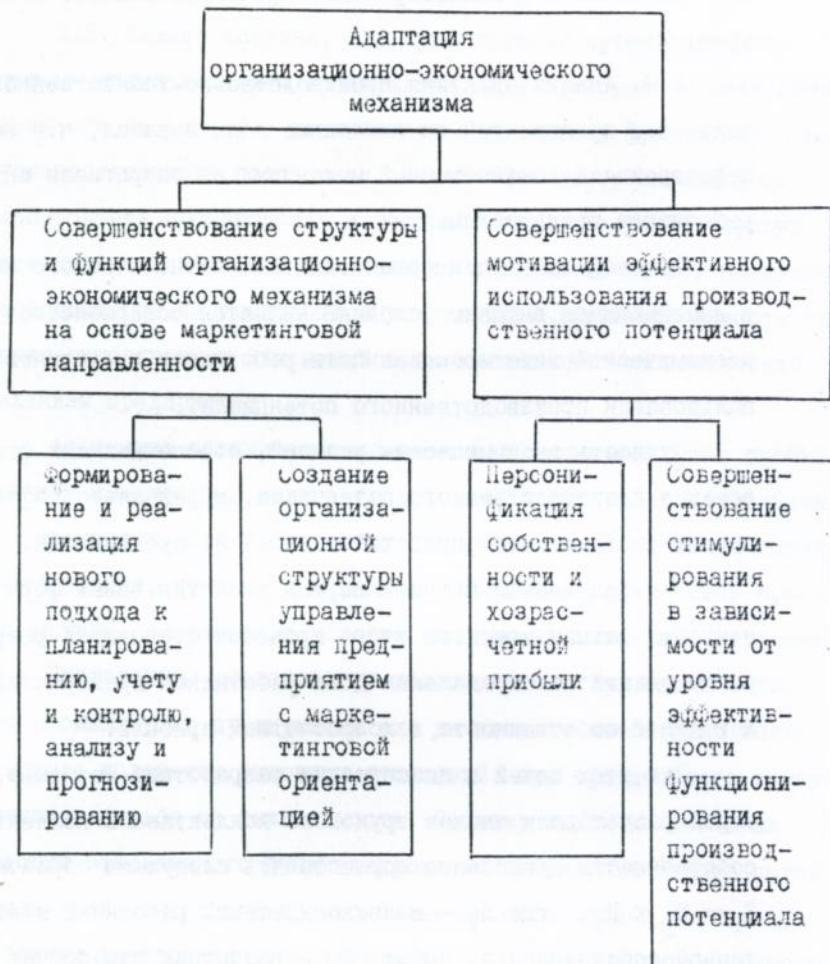 Адаптация
организационно-экономического
механизма
Совершенствование структуры
и функций организационно-
экономического механизма
на основе маркетинговой
направленности
Совершенствование
мотивации эффективного
использования производ-
ственного потенциала
Формирова-
ние и реа-
лизация
нового
подхода к
планирова-
нию, учету
и контролю,
анализу и
прогнози-
рованию
Создание
организа-
ционной
структуры
управле-
ния пред-
приятием
с марке-
тинговой
ориента-
цией
Персони-
фикация
собствен-
ности и
хозрас-
четной
прибыли
Совершен-
ствование
стимули-
рования
в зависи-
мости от
уровня
эффектив-
ности
функциони-
рования
производ-
ственного
потенциала